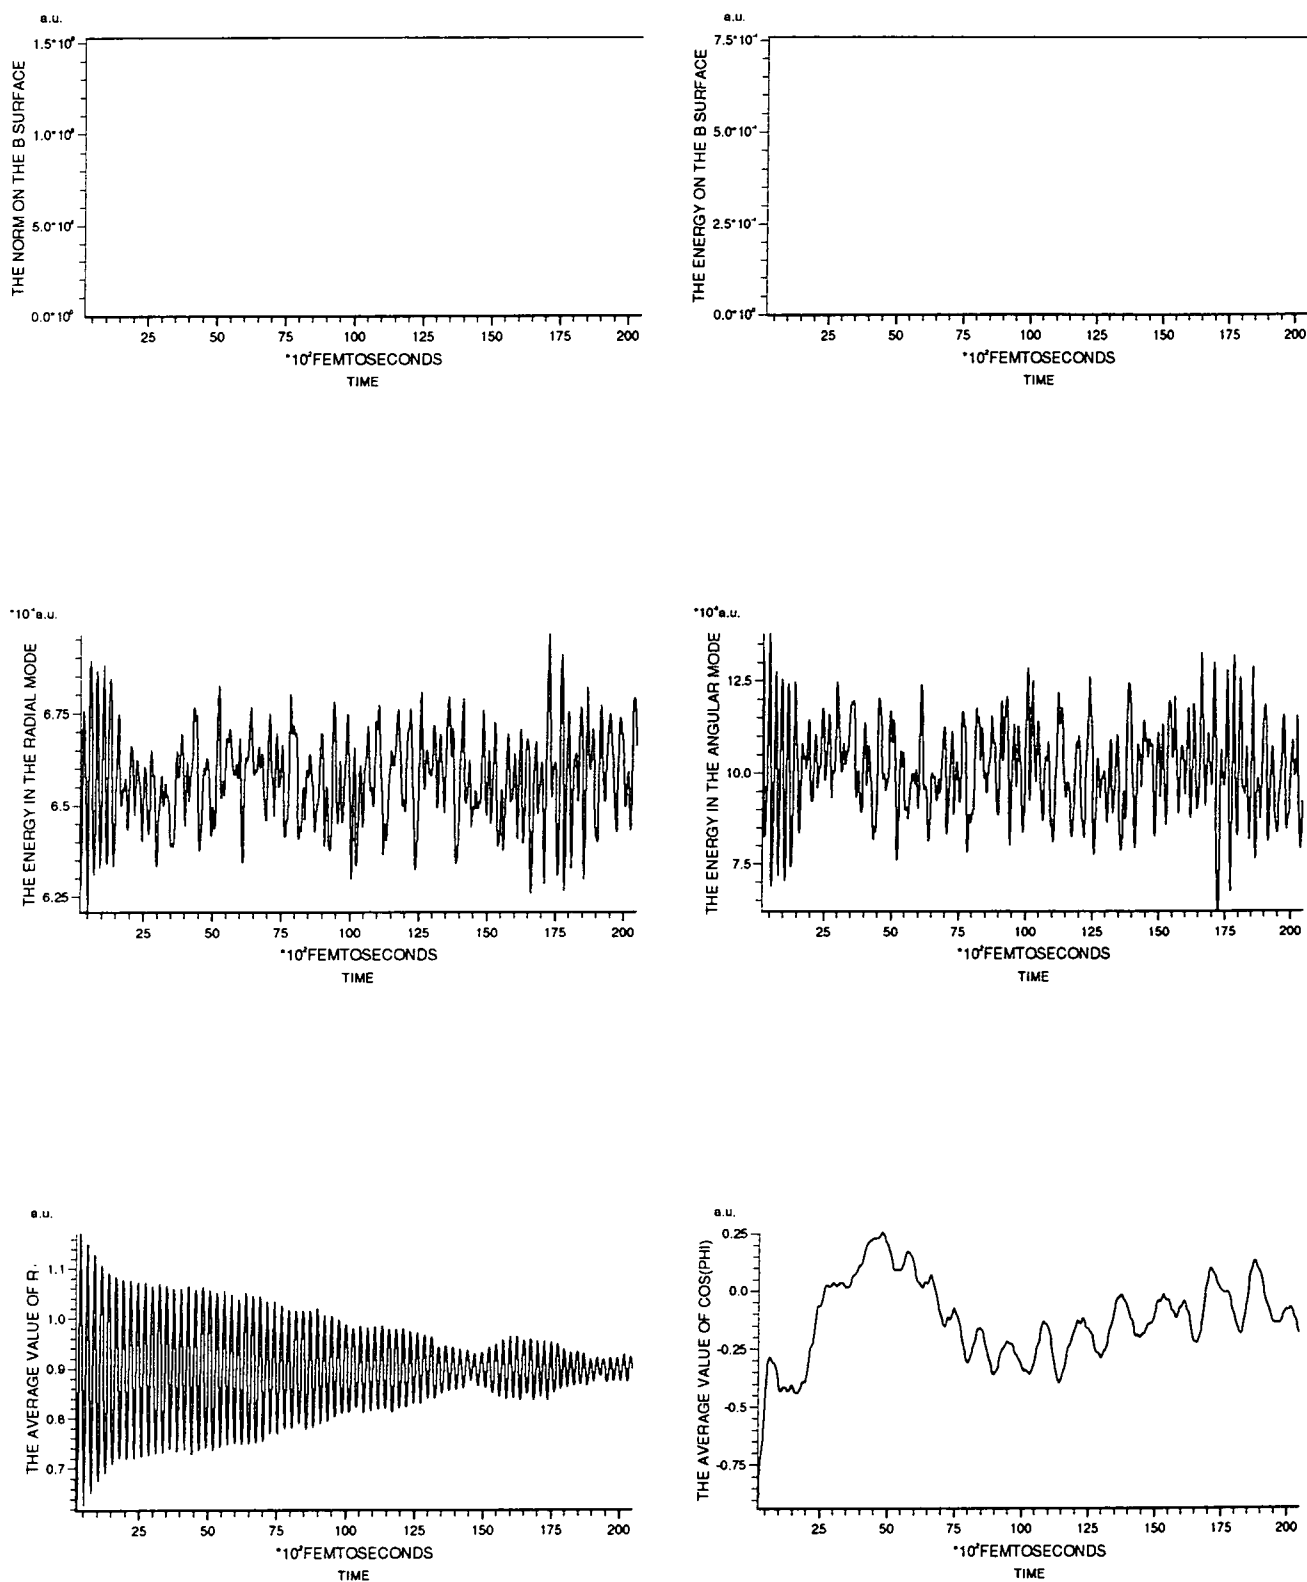 a.u.
THE NORM ON THE B SURFACE
1.5*10⁰
1.0*10⁰
5.0*10⁻¹
0.0*10⁰
25 50 75 100 125 150 175 200
*10²FEMTOSECONDS
TIME
a.u.
THE ENERGY ON THE B SURFACE
7.5*10⁻⁴
5.0*10⁻⁴
2.5*10⁻⁴
0.0*10⁰
25 50 75 100 125 150 175 200
*10²FEMTOSECONDS
TIME
*10⁻⁴a.u.
THE ENERGY IN THE RADIAL MODE
6.75
6.5
6.25
25 50 75 100 125 150 175 200
*10²FEMTOSECONDS
TIME
*10⁻⁴a.u.
THE ENERGY IN THE ANGULAR MODE
12.5
10.0
7.5
25 50 75 100 125 150 175 200
*10²FEMTOSECONDS
TIME
a.u.
THE AVERAGE VALUE OF R.
1.1
1.0
0.9
0.8
0.7
25 50 75 100 125 150 175 200
*10²FEMTOSECONDS
TIME
a.u.
THE AVERAGE VALUE OF COS(PHI)
0.25
0.0
-0.25
-0.5
-0.75
25 50 75 100 125 150 175 200
*10²FEMTOSECONDS
TIME